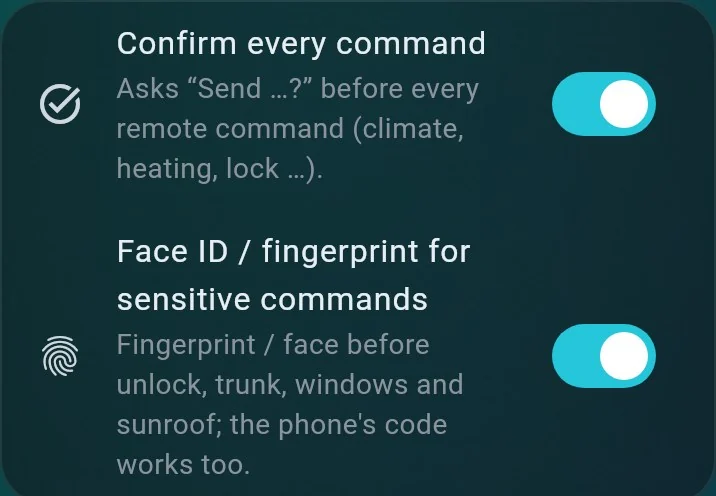 Confirm every command
Asks “Send …?” before every
remote command (climate,
heating, lock …).
Face ID / fingerprint for
sensitive commands
Fingerprint / face before
unlock, trunk, windows and
sunroof; the phone's code
works too.